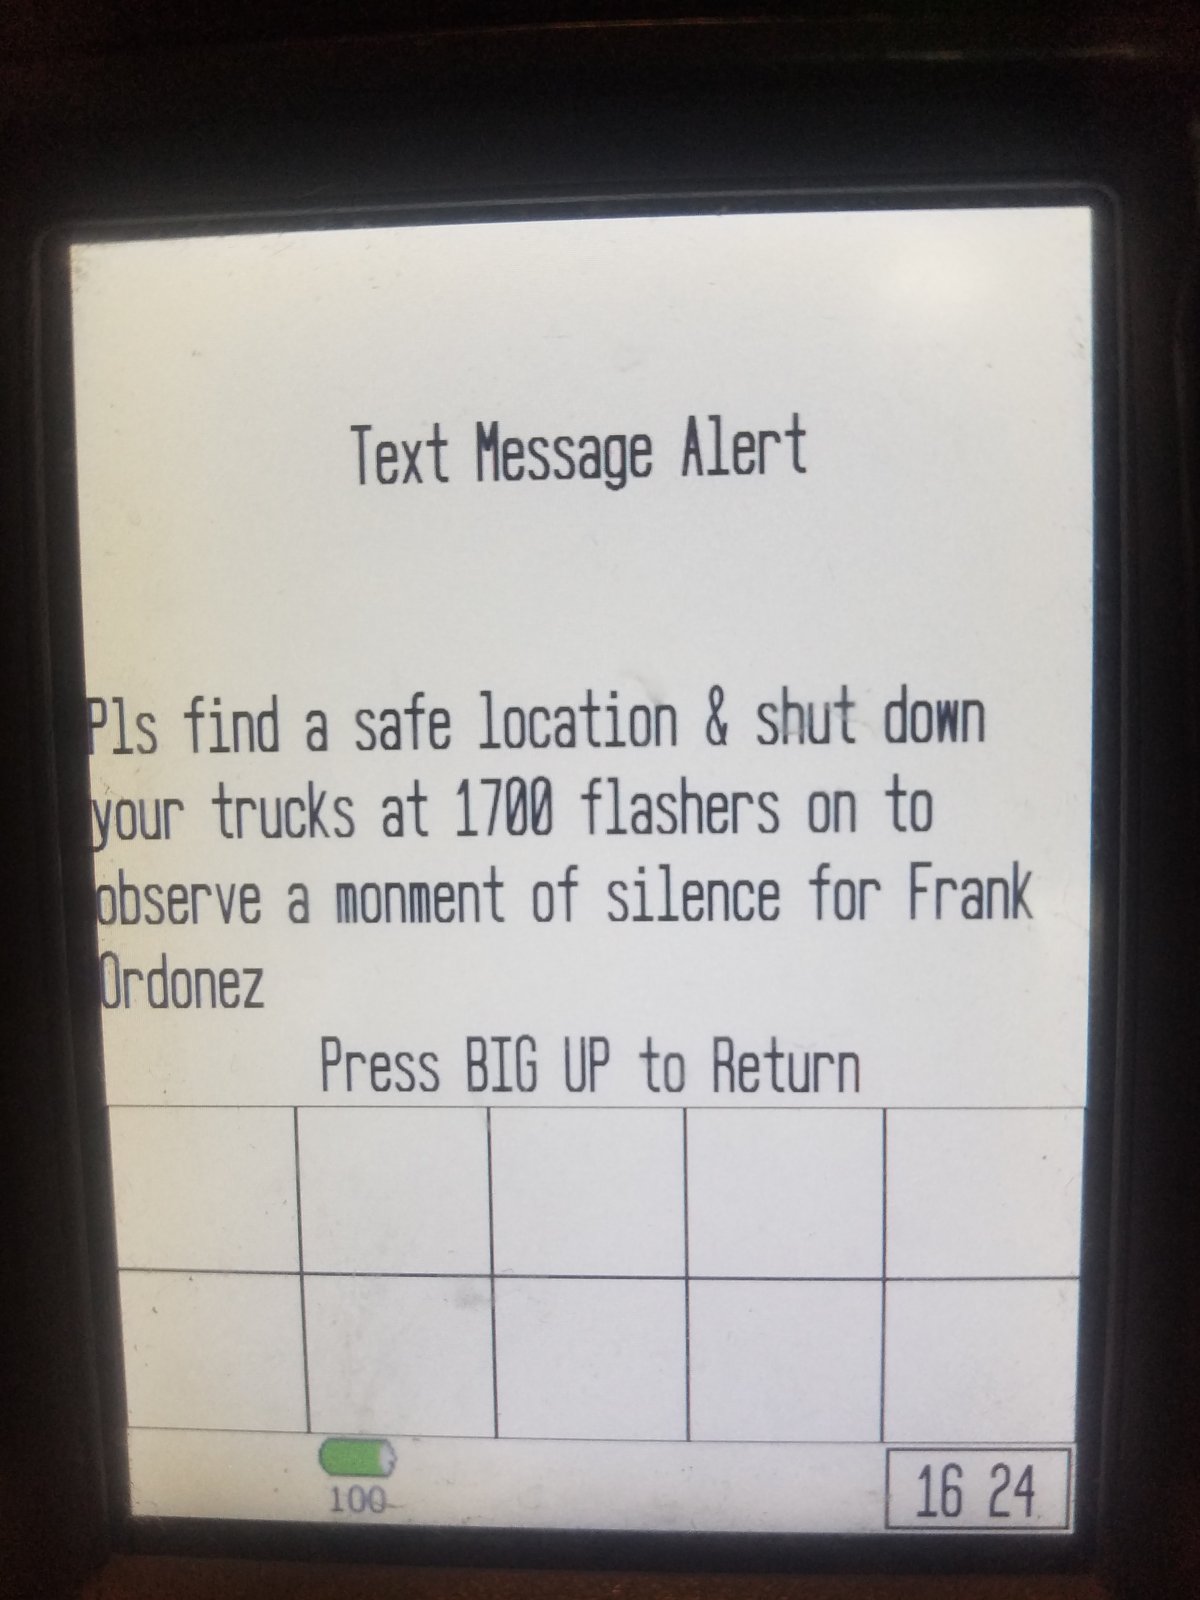 Text Message Alert
Pls find a safe location & shut down
your trucks at 1700 flashers on to
observe a monment of silence for Frank
Ordonez
Press BIG UP to Return
100
16 24